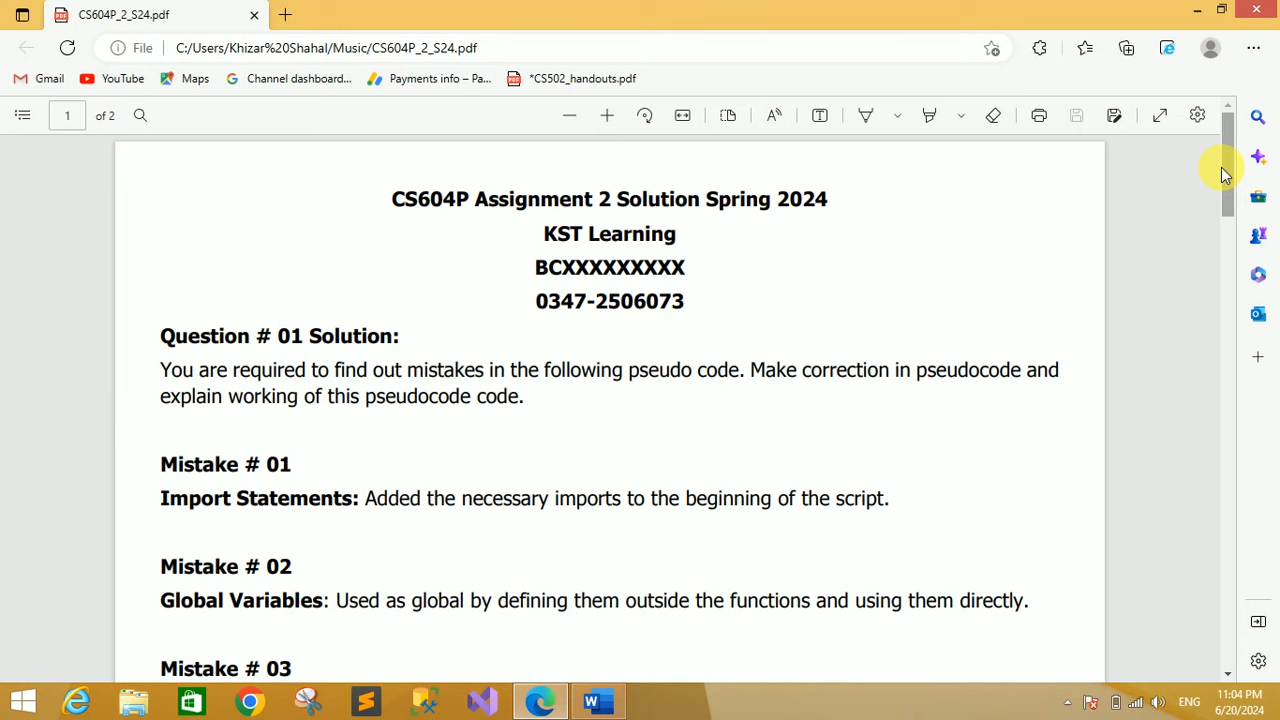 CS604P_2_S24.pdf
File C:/Users/Khizar%20Shahal/Music/CS604P_2_S24.pdf
Gmail YouTube Maps Channel dashboard... Payments info – Pa... *CS502_handouts.pdf
1 of 2
CS604P Assignment 2 Solution Spring 2024
KST Learning
BCXXXXXXXXX
0347-2506073
Question # 01 Solution:
You are required to find out mistakes in the following pseudo code. Make correction in pseudocode and
explain working of this pseudocode code.
Mistake # 01
Import Statements: Added the necessary imports to the beginning of the script.
Mistake # 02
Global Variables: Used as global by defining them outside the functions and using them directly.
Mistake # 03
ENG
11:04 PM
6/20/2024